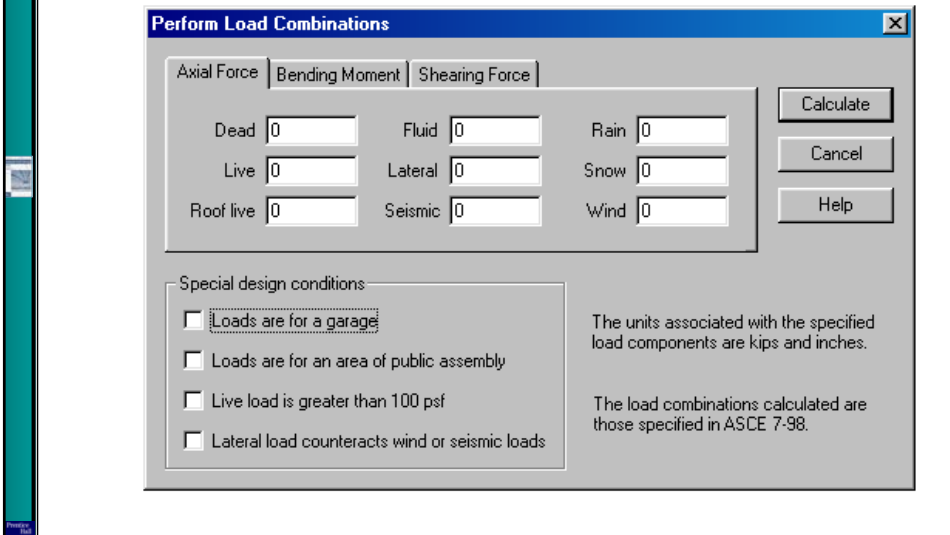 Perform Load Combinations
Axial Force Bending Moment Shearing Force
Dead 0 Fluid 0 Rain 0
Live 0 Lateral 0 Snow 0
Roof live 0 Seismic 0 Wind 0
Calculate
Cancel
Help
Special design conditions
Loads are for a garage
Loads are for an area of public assembly
Live load is greater than 100 psf
Lateral load counteracts wind or seismic loads
The units associated with the specified
load components are kips and inches.
The load combinations calculated are
those specified in ASCE 7-98.
Prentice
Hall